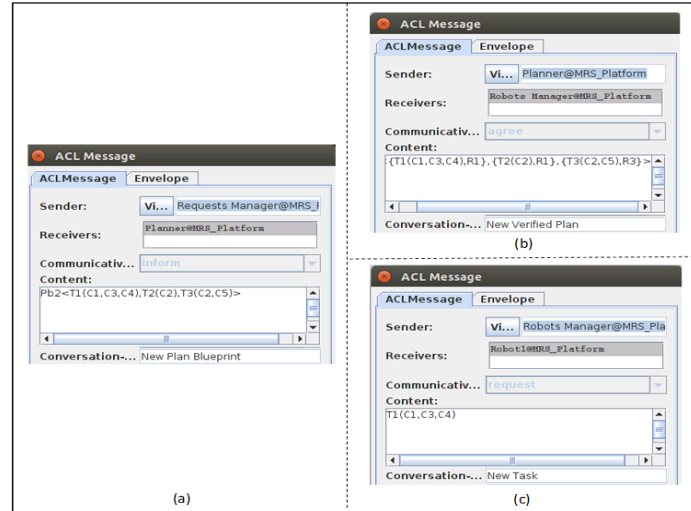 ACL Message
ACLMessage Envelope
Sender: Vi... Requests Manager@MRS_
Receivers: Planner@MRS_Platform
Communicativ... inform
Content:
Pb2<T1(C1,C3,C4),T2(C2),T3(C2,C5)>
Conversation-... New Plan Blueprint
(a)
ACL Message
ACLMessage Envelope
Sender: Vi... Planner@MRS_Platform
Receivers: Robots Manager@MRS_Platform
Communicativ... agree
Content:
{T1(C1,C3,C4),R1},{T2(C2),R1},{T3(C2,C5),R3}>
Conversation-... New Verified Plan
(b)
ACL Message
ACLMessage Envelope
Sender: Vi... Robots Manager@MRS_Pla
Receivers: Robot1@MRS_Platform
Communicativ... request
Content:
T1(C1,C3,C4)
Conversation-... New Task
(c)